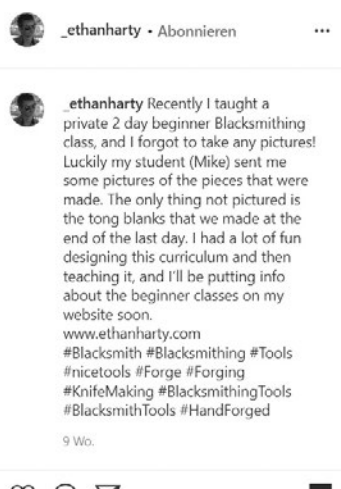 _ethanharty • Abonnieren
_ethanharty Recently I taught a
private 2 day beginner Blacksmithing
class, and I forgot to take any pictures!
Luckily my student (Mike) sent me
some pictures of the pieces that were
made. The only thing not pictured is
the tong blanks that we made at the
end of the last day. I had a lot of fun
designing this curriculum and then
teaching it, and I'll be putting info
about the beginner classes on my
website soon.
www.ethanharty.com
#Blacksmith #Blacksmithing #Tools
#nicetools #Forge #Forging
#KnifeMaking #BlacksmithingTools
#BlacksmithTools #HandForged
9 Wo.